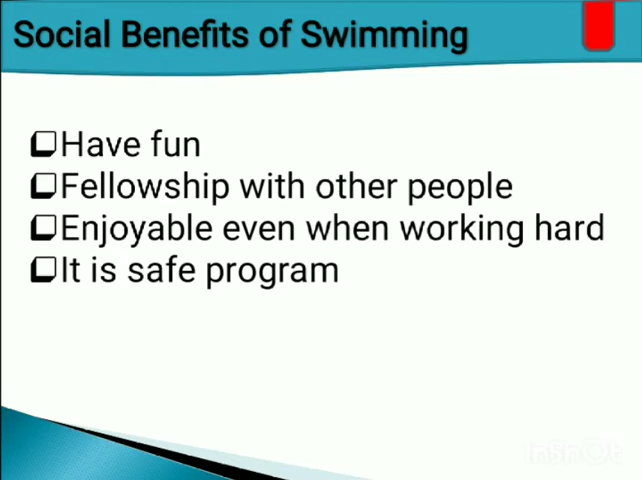 Social Benefits of Swimming
Have fun
Fellowship with other people
Enjoyable even when working hard
It is safe program